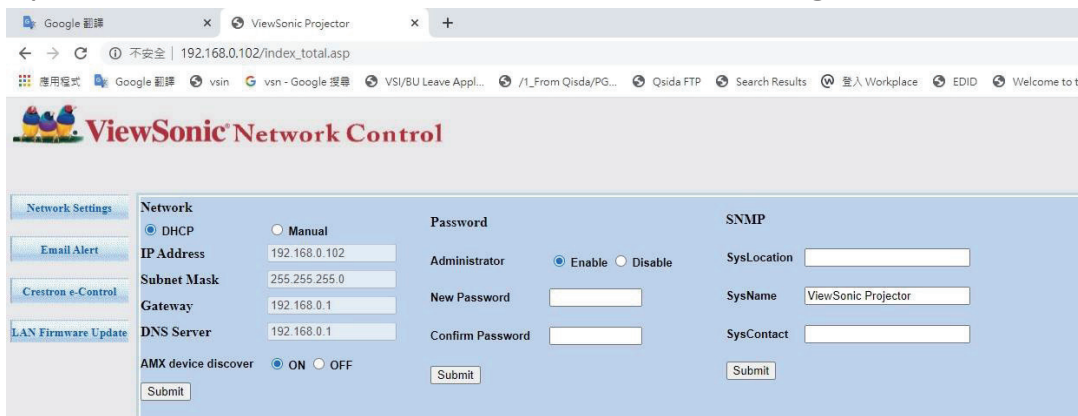 Google 翻譯
ViewSonic Projector
不安全 | 192.168.0.102/index_total.asp
應用程式 Google 翻譯 vsin vsn - Google 搜尋 VSI/BU Leave Appl... /1_From Qisda/PG... Qsida FTP Search Results 登入 Workplace EDID Welcome to t
ViewSonic® Network Control
Network Settings
Email Alert
Crestron e-Control
LAN Firmware Update
Network
DHCP Manual
IP Address 192.168.0.102
Subnet Mask 255.255.255.0
Gateway 192.168.0.1
DNS Server 192.168.0.1
AMX device discover ON OFF
Submit
Password
Administrator Enable Disable
New Password
Confirm Password
Submit
SNMP
SysLocation
SysName ViewSonic Projector
SysContact
Submit